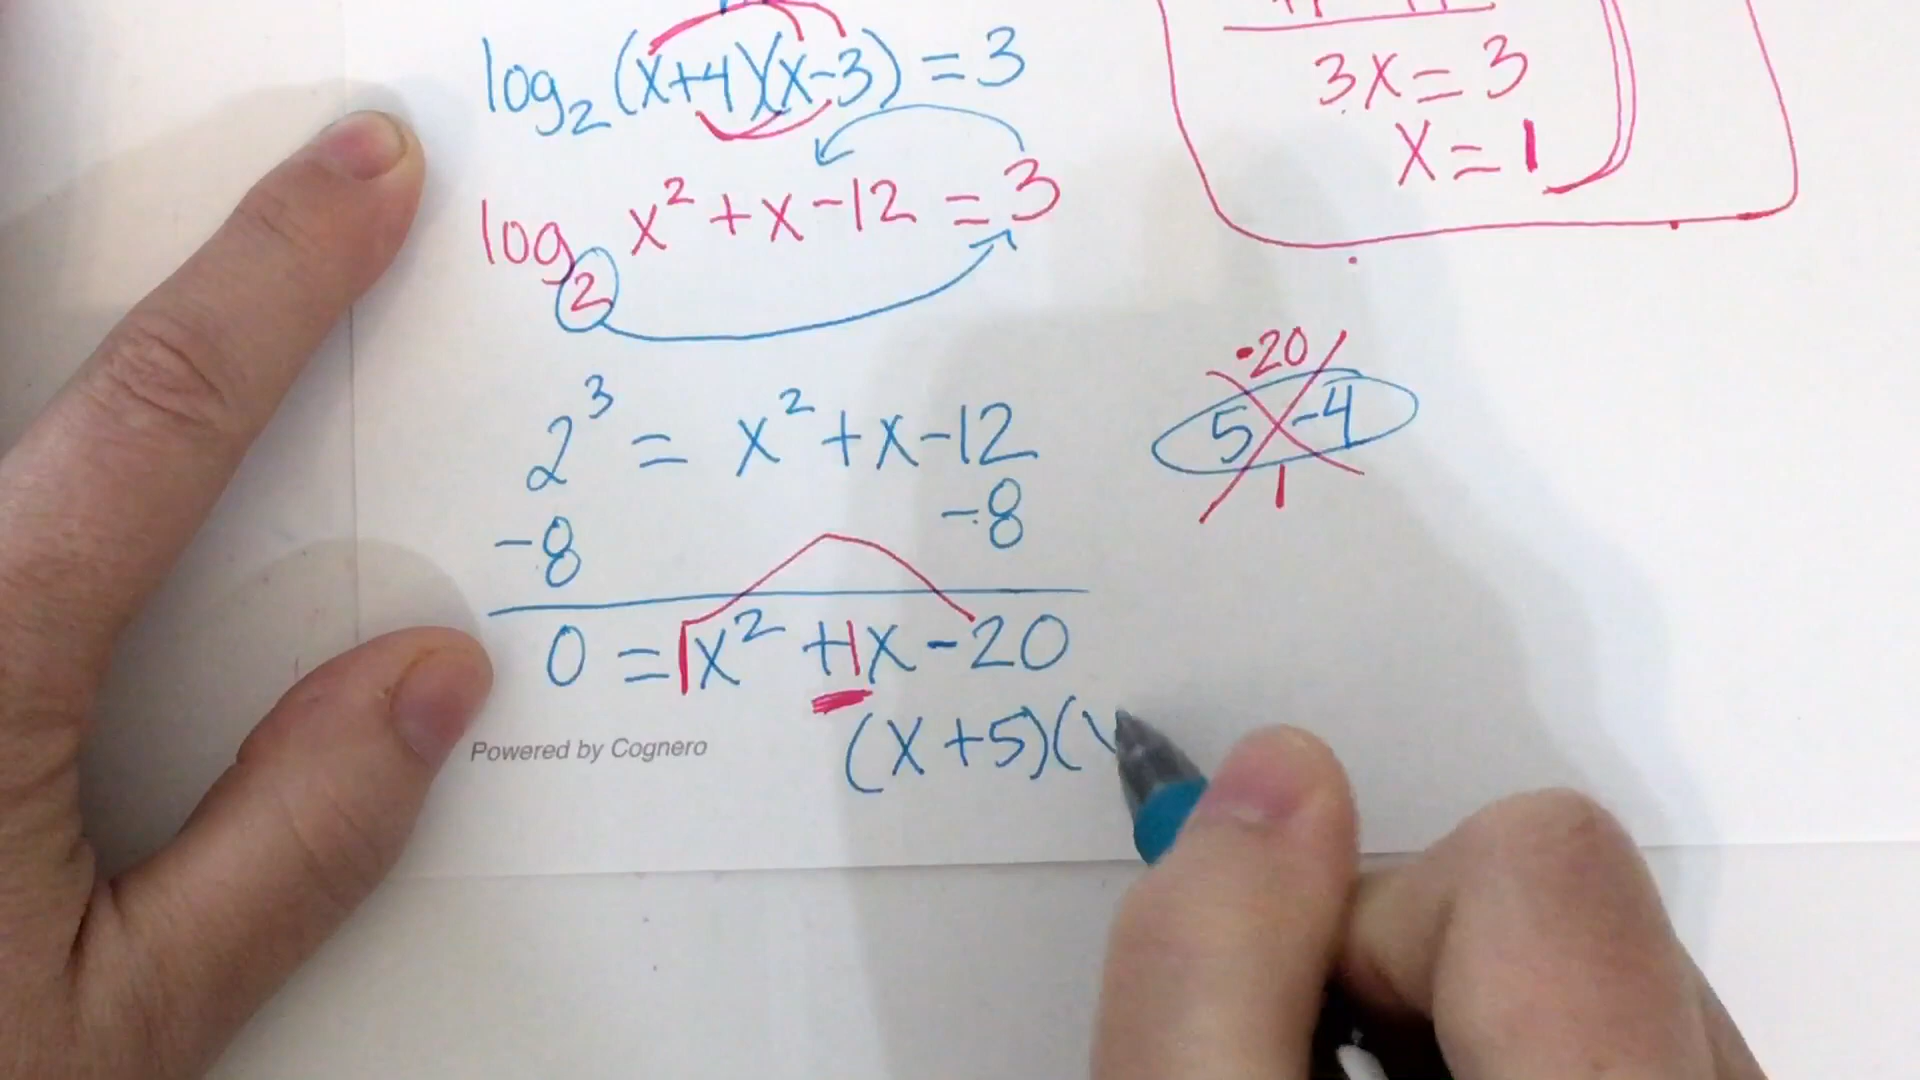 log₂ (x+4)(x-3) = 3
log₂ x² + x - 12 = 3
2³ = x² + x - 12
-8 -8
0 = 1x² + 1x - 20
(x+5)(
Powered by Cognero
3x = 3
x = 1
-20
5 -4
1